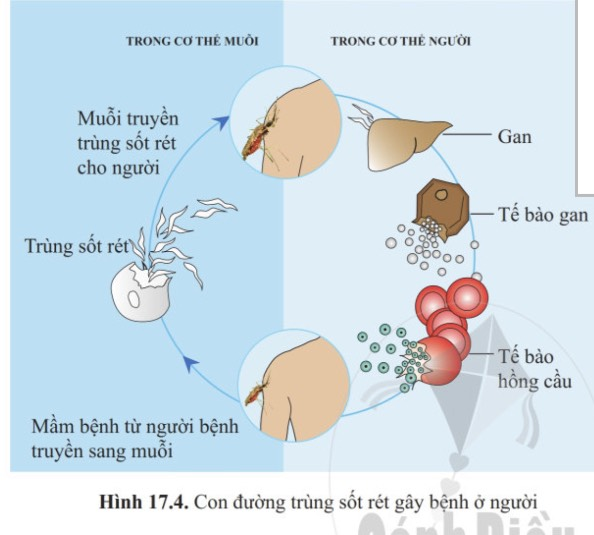 TRONG CƠ THỂ MUỖI
TRONG CƠ THỂ NGƯỜI
Muỗi truyền
trùng sốt rét
cho người
Gan
Tế bào gan
Trùng sốt rét
Tế bào
hồng cầu
Mầm bệnh từ người bệnh
truyền sang muỗi
Hình 17.4. Con đường trùng sốt rét gây bệnh ở người